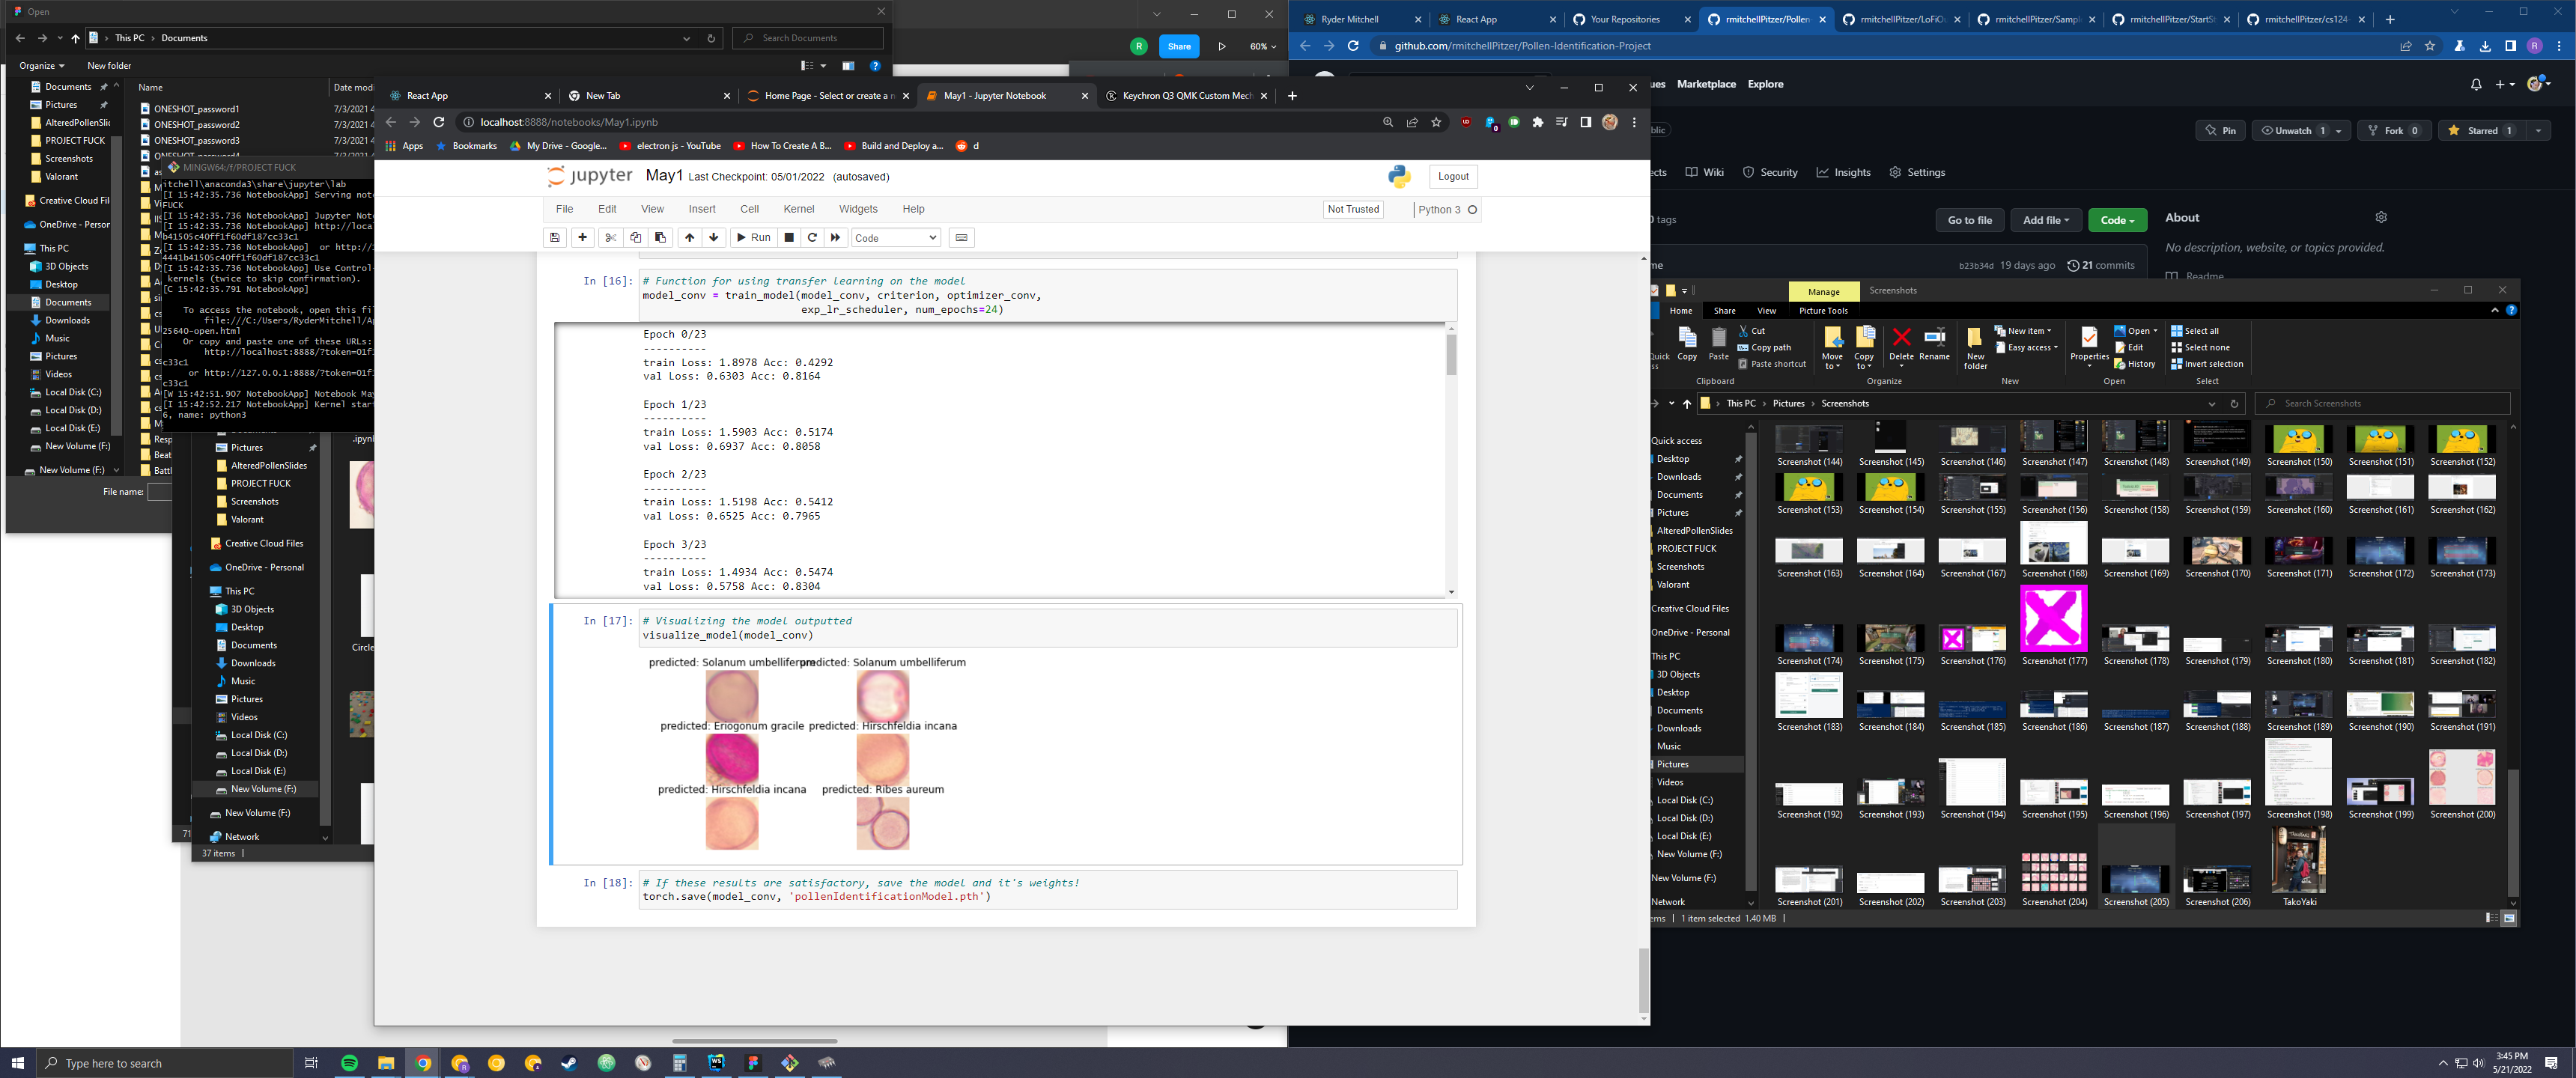 Open
This PC > Documents
Search Documents
Organize
New folder
Documents
Pictures
AlteredPollenSlid
PROJECT FUCK
Screenshots
Valorant
Creative Cloud Fil
OneDrive - Person
This PC
3D Objects
Desktop
Documents
Downloads
Music
Pictures
Videos
Local Disk (C:)
Local Disk (D:)
Local Disk (E:)
New Volume (F:)
New Volume (F:)
File name:
Name
Date modi
ONESHOT_password1
7/3/2021 4
ONESHOT_password2
7/3/2021 4
ONESHOT_password3
7/3/2021 4
MINGW64:/f/PROJECT FUCK
itchell\anaconda3\share\jupyter\lab
[I 15:42:35.736 NotebookApp] Serving note
FUCK
[I 15:42:35.736 NotebookApp] Jupyter Not
[I 15:42:35.736 NotebookApp] http://loca
b41505c40ff1f60df187cc33c1
[I 15:42:35.736 NotebookApp]  or http://1
4441b41505c40ff1f60df187cc33c1
[I 15:42:35.736 NotebookApp] Use Control-
kernels (twice to skip confirmation).
[C 15:42:35.791 NotebookApp]
To access the notebook, open this fil
file:///C:/Users/RyderMitchell/Ap
25640-open.html
Or copy and paste one of these URLs:
http://localhost:8888/?token=01f
c33c1
or http://127.0.0.1:8888/?token=01f
c33c1
[W 15:42:51.907 NotebookApp] Notebook May
[I 15:42:52.217 NotebookApp] Kernel star
6, name: python3
Pictures
AlteredPollenSlides
PROJECT FUCK
Screenshots
Valorant
Creative Cloud Files
OneDrive - Personal
This PC
3D Objects
Desktop
Documents
Downloads
Music
Pictures
Videos
Local Disk (C:)
Local Disk (D:)
Local Disk (E:)
New Volume (F:)
New Volume (F:)
Network
37 items
.ipynl
Circle
R
Share
60%
React App
New Tab
Home Page - Select or create a n
May1 - Jupyter Notebook
Keychron Q3 QMK Custom Mech
localhost:8888/notebooks/May1.ipynb
Apps
Bookmarks
My Drive - Google...
electron js - YouTube
How To Create A B...
Build and Deploy a...
d
jupyter
May1 Last Checkpoint: 05/01/2022 (autosaved)
Logout
File Edit View Insert Cell Kernel Widgets Help
Not Trusted
Python 3
Run
Code
In [16]:
# Function for using transfer learning on the model
model_conv = train_model(model_conv, criterion, optimizer_conv,
exp_lr_scheduler, num_epochs=24)
Epoch 0/23
----------
train Loss: 1.8978 Acc: 0.4292
val Loss: 0.6303 Acc: 0.8164
Epoch 1/23
----------
train Loss: 1.5903 Acc: 0.5174
val Loss: 0.6937 Acc: 0.8058
Epoch 2/23
----------
train Loss: 1.5198 Acc: 0.5412
val Loss: 0.6525 Acc: 0.7965
Epoch 3/23
----------
train Loss: 1.4934 Acc: 0.5474
val Loss: 0.5758 Acc: 0.8304
In [17]:
# Visualizing the model outputted
visualize_model(model_conv)
predicted: Solanum umbelliferum
predicted: Solanum umbelliferum
predicted: Eriogonum gracile
predicted: Hirschfeldia incana
predicted: Hirschfeldia incana
predicted: Ribes aureum
In [18]:
# If these results are satisfactory, save the model and it's weights!
torch.save(model_conv, 'pollenIdentificationModel.pth')
Ryder Mitchell
React App
Your Repositories
rmitchellPitzer/Pollen-
rmitchellPitzer/LoFiOu
rmitchellPitzer/Sampl
rmitchellPitzer/StartSt
rmitchellPitzer/cs124-
github.com/rmitchellPitzer/Pollen-Identification-Project
ues Marketplace Explore
blic
Pin
Unwatch 1
Fork 0
Starred 1
ects
Wiki
Security
Insights
Settings
tags
Go to file
Add file
Code
About
No description, website, or topics provided.
me
b23b34d 19 days ago
21 commits
Readme
Manage
Screenshots
Home
Share
View
Picture Tools
Copy
Paste
Cut
Copy path
Paste shortcut
Clipboard
Move to
Copy to
Delete
Rename
Organize
New folder
New item
Easy access
New
Properties
Open
Edit
History
Open
Select all
Select none
Invert selection
Select
This PC > Pictures > Screenshots
Search Screenshots
Quick access
Desktop
Downloads
Documents
Pictures
AlteredPollenSlides
PROJECT FUCK
Screenshots
Valorant
Creative Cloud Files
OneDrive - Personal
This PC
3D Objects
Desktop
Documents
Downloads
Music
Pictures
Videos
Local Disk (C:)
Local Disk (D:)
Local Disk (E:)
New Volume (F:)
New Volume (F:)
Network
Screenshot (144) Screenshot (145) Screenshot (146) Screenshot (147) Screenshot (148) Screenshot (149) Screenshot (150) Screenshot (151) Screenshot (152)
Screenshot (153) Screenshot (154) Screenshot (155) Screenshot (156) Screenshot (158) Screenshot (159) Screenshot (160) Screenshot (161) Screenshot (162)
Screenshot (163) Screenshot (164) Screenshot (167) Screenshot (168) Screenshot (169) Screenshot (170) Screenshot (171) Screenshot (172) Screenshot (173)
Screenshot (174) Screenshot (175) Screenshot (176) Screenshot (177) Screenshot (178) Screenshot (179) Screenshot (180) Screenshot (181) Screenshot (182)
Screenshot (183) Screenshot (184) Screenshot (185) Screenshot (186) Screenshot (187) Screenshot (188) Screenshot (189) Screenshot (190) Screenshot (191)
Screenshot (192) Screenshot (193) Screenshot (194) Screenshot (195) Screenshot (196) Screenshot (197) Screenshot (198) Screenshot (199) Screenshot (200)
Screenshot (201) Screenshot (202) Screenshot (203) Screenshot (204) Screenshot (205) Screenshot (206) TakoYaki
ems
1 item selected 1.40 MB
Type here to search
3:45 PM
5/21/2022